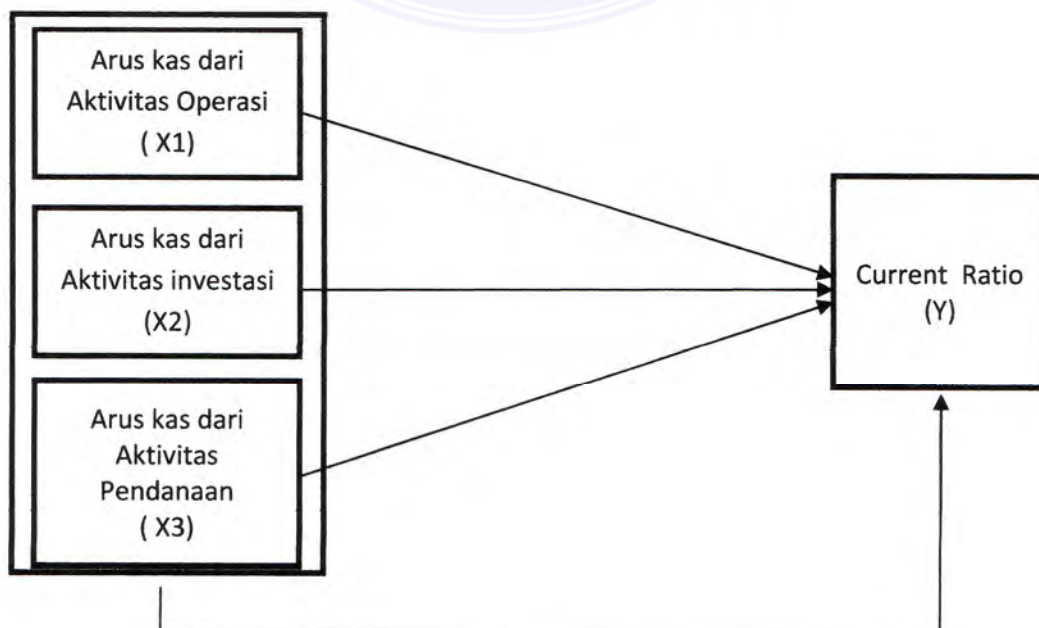 Arus kas dari
Aktivitas Operasi
( X1)
Arus kas dari
Aktivitas investasi
(X2)
Arus kas dari
Aktivitas
Pendanaan
( X3)
Current Ratio
(Y)